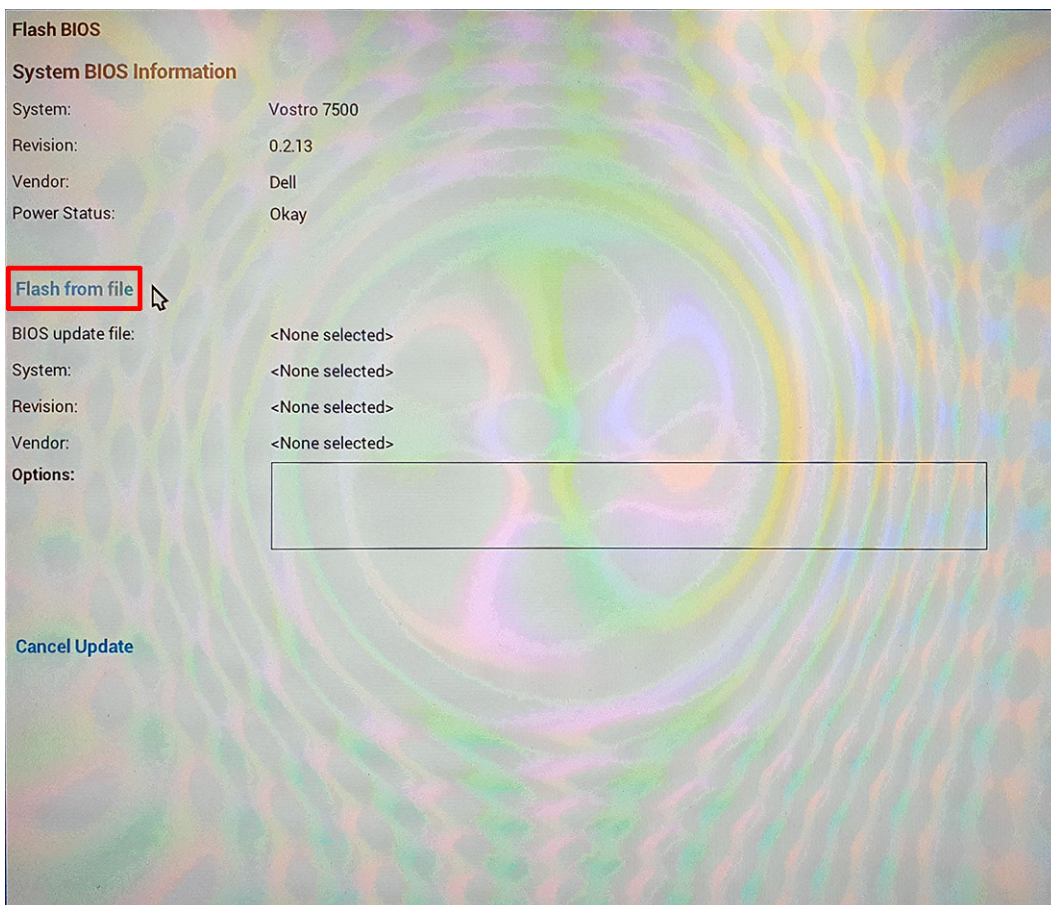 Flash BIOS
System BIOS Information
System: Vostro 7500
Revision: 0.2.13
Vendor: Dell
Power Status: Okay
Flash from file
BIOS update file: <None selected>
System: <None selected>
Revision: <None selected>
Vendor: <None selected>
Options:
Cancel Update